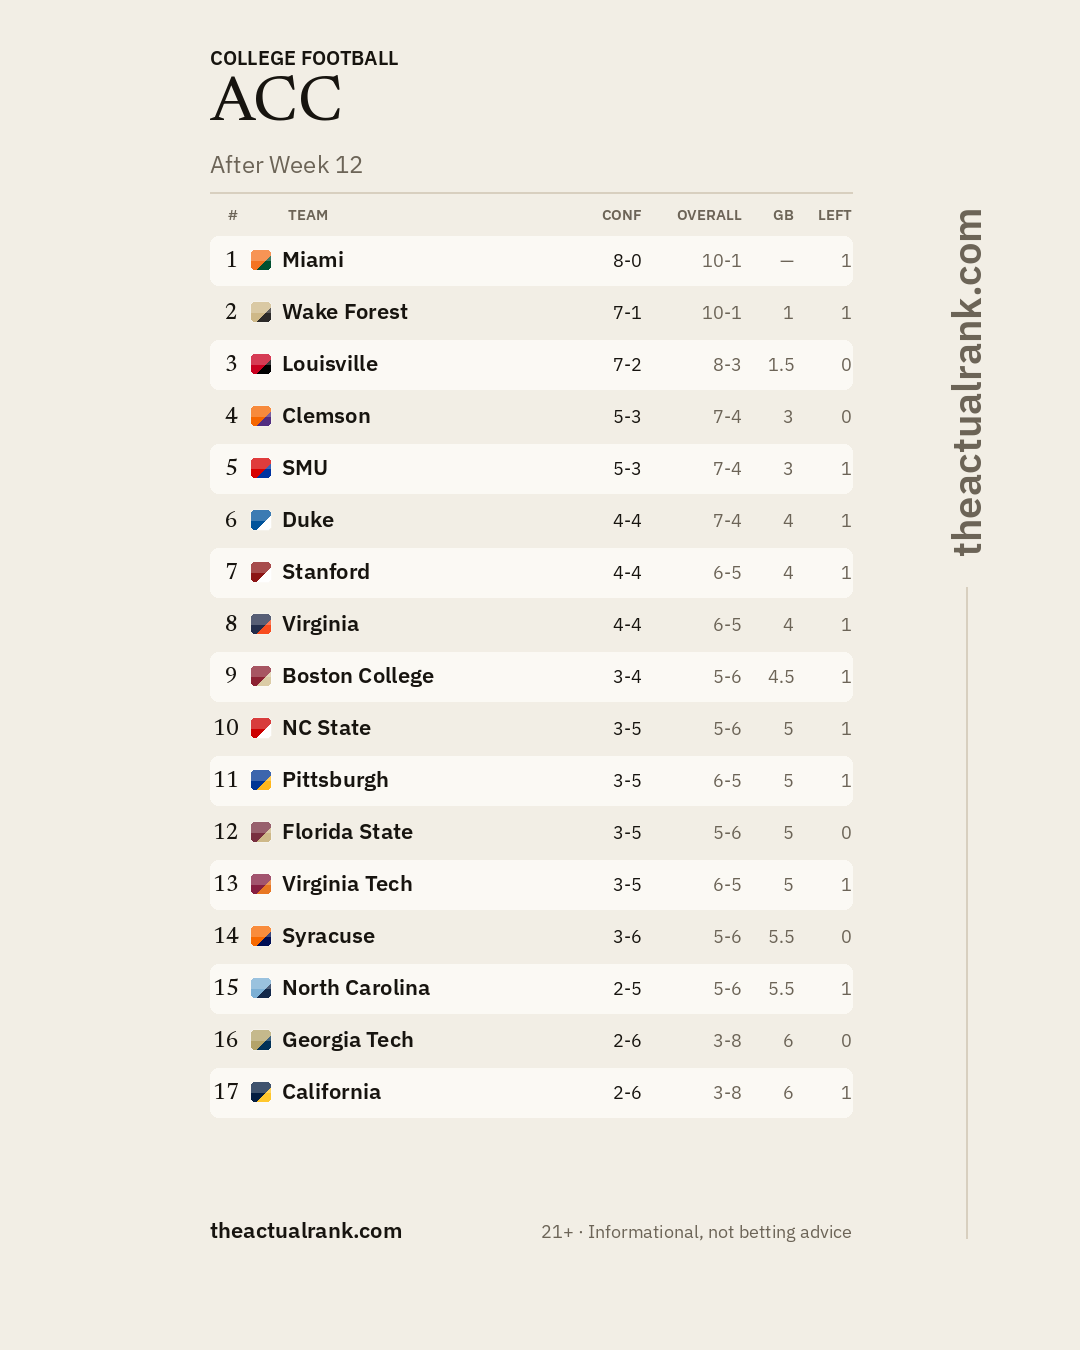 COLLEGE FOOTBALL
ACC
After Week 12
# TEAM CONF OVERALL GB LEFT
1 Miami 8-0 10-1 — 1
2 Wake Forest 7-1 10-1 1 1
3 Louisville 7-2 8-3 1.5 0
4 Clemson 5-3 7-4 3 0
5 SMU 5-3 7-4 3 1
6 Duke 4-4 7-4 4 1
7 Stanford 4-4 6-5 4 1
8 Virginia 4-4 6-5 4 1
9 Boston College 3-4 5-6 4.5 1
10 NC State 3-5 5-6 5 1
11 Pittsburgh 3-5 6-5 5 1
12 Florida State 3-5 5-6 5 0
13 Virginia Tech 3-5 6-5 5 1
14 Syracuse 3-6 5-6 5.5 0
15 North Carolina 2-5 5-6 5.5 1
16 Georgia Tech 2-6 3-8 6 0
17 California 2-6 3-8 6 1
theactualrank.com 21+ · Informational, not betting advice
theactualrank.com